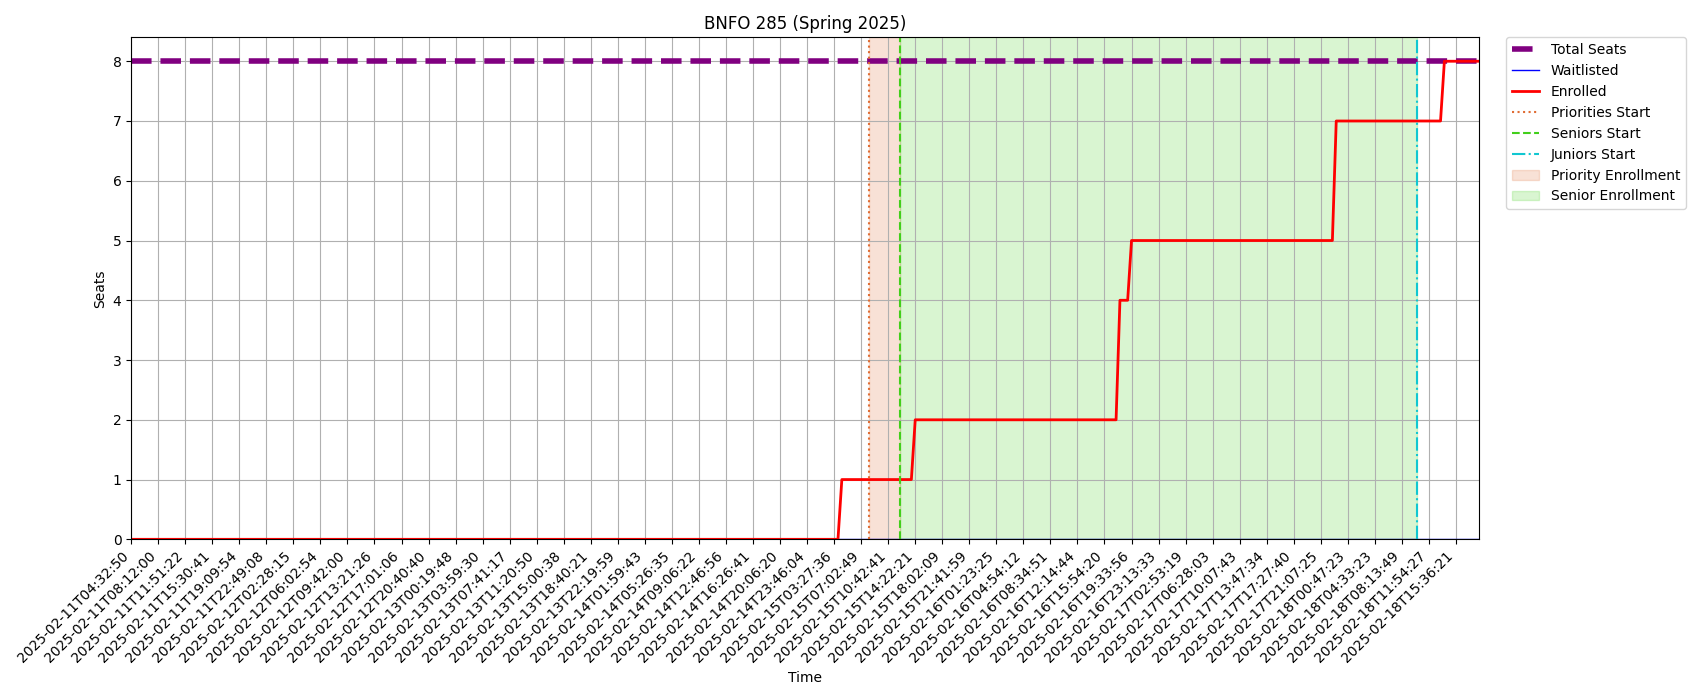 BNFO 285 (Spring 2025)
Seats
8
7
6
5
4
3
2
1
0
2025-02-11T04:32:50
2025-02-11T08:12:00
2025-02-11T11:51:22
2025-02-11T15:30:41
2025-02-11T19:09:54
2025-02-11T22:49:08
2025-02-12T02:28:15
2025-02-12T06:02:54
2025-02-12T09:42:00
2025-02-12T13:21:26
2025-02-12T17:01:06
2025-02-12T20:40:40
2025-02-13T00:19:48
2025-02-13T03:59:30
2025-02-13T07:41:17
2025-02-13T11:20:50
2025-02-13T15:00:38
2025-02-13T18:40:21
2025-02-13T22:19:59
2025-02-14T01:59:43
2025-02-14T05:26:35
2025-02-14T09:06:22
2025-02-14T12:46:56
2025-02-14T16:26:41
2025-02-14T20:06:20
2025-02-14T23:46:04
2025-02-15T03:27:36
2025-02-15T07:02:49
2025-02-15T10:42:41
2025-02-15T14:22:21
2025-02-15T18:02:09
2025-02-15T21:41:59
2025-02-16T01:23:25
2025-02-16T04:54:12
2025-02-16T08:34:51
2025-02-16T12:14:44
2025-02-16T15:54:20
2025-02-16T19:33:56
2025-02-16T23:13:33
2025-02-17T02:53:19
2025-02-17T06:28:03
2025-02-17T10:07:43
2025-02-17T13:47:34
2025-02-17T17:27:40
2025-02-17T21:07:25
2025-02-18T00:47:23
2025-02-18T04:33:23
2025-02-18T08:13:49
2025-02-18T11:54:27
2025-02-18T15:36:21
Time
Total Seats
Waitlisted
Enrolled
Priorities Start
Seniors Start
Juniors Start
Priority Enrollment
Senior Enrollment